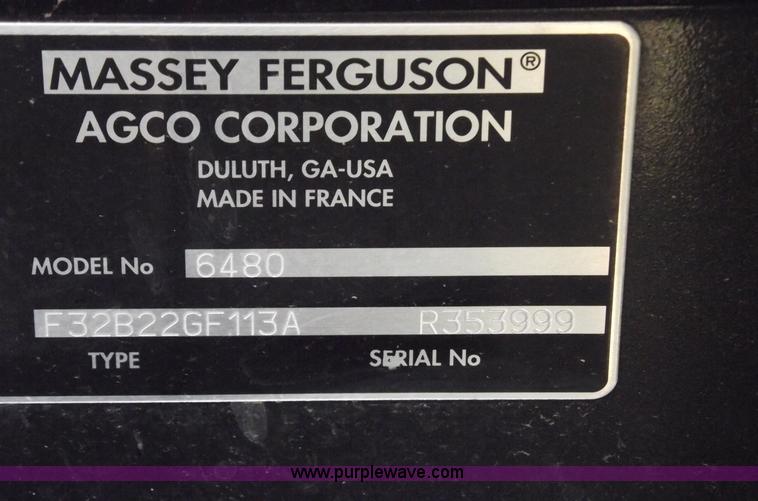 MASSEY FERGUSON®
AGCO CORPORATION
DULUTH, GA-USA
MADE IN FRANCE
MODEL No 6480
F32B22GF113A R353999
TYPE SERIAL No
www.purplewave.com